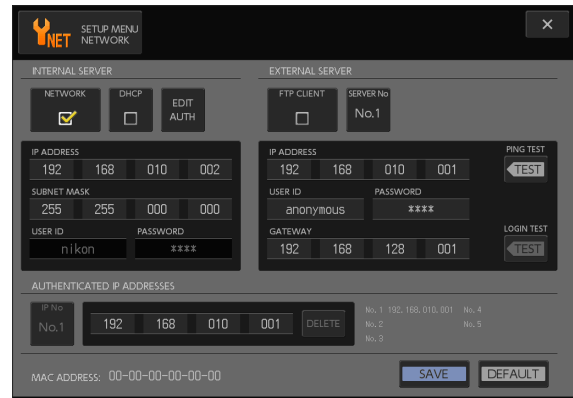 NET SETUP MENU
NETWORK
×
INTERNAL SERVER
NETWORK DHCP EDIT AUTH
IP ADDRESS
192 168 010 002
SUBNET MASK
255 255 000 000
USER ID PASSWORD
nikon ****
EXTERNAL SERVER
FTP CLIENT SERVER No
No.1
IP ADDRESS PING TEST
192 168 010 001 TEST
USER ID PASSWORD
anonymous ****
GATEWAY LOGIN TEST
192 168 128 001 TEST
AUTHENTICATED IP ADDRESSES
IP No
No.1 192 168 010 001 DELETE
No. 1 192. 168. 010. 001 No. 4
No. 2 No. 5
No. 3
MAC ADDRESS: 00-00-00-00-00-00 SAVE DEFAULT